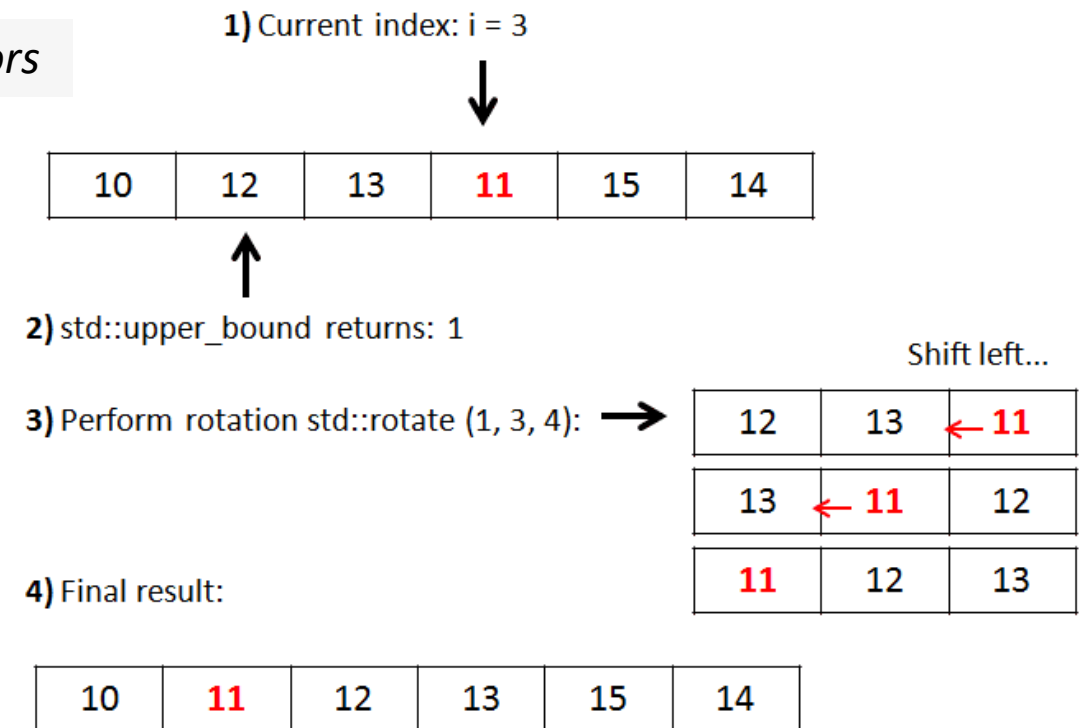 1) Current index: i = 3
10 12 13 11 15 14
2) std::upper_bound returns: 1
Shift left...
3) Perform rotation std::rotate (1, 3, 4):
12 13 11
13 11 12
11 12 13
4) Final result:
10 11 12 13 15 14